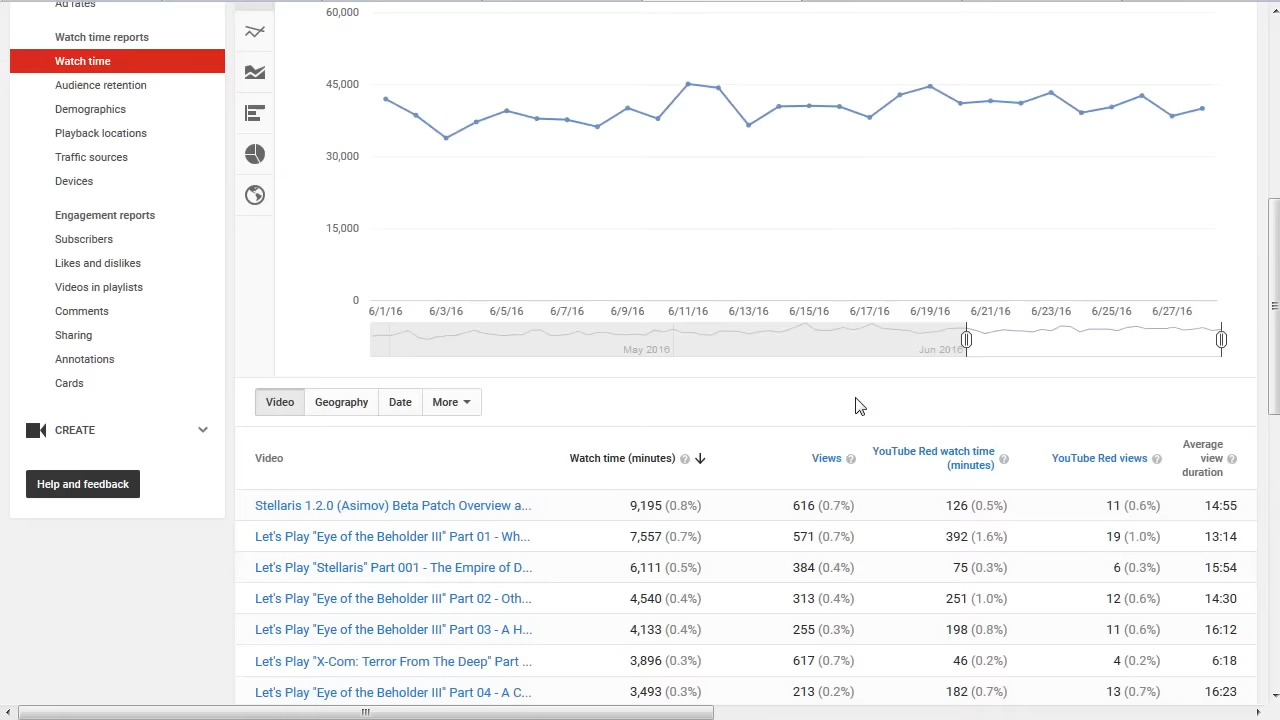 Ad rates
Watch time reports
Watch time
Audience retention
Demographics
Playback locations
Traffic sources
Devices
Engagement reports
Subscribers
Likes and dislikes
Videos in playlists
Comments
Sharing
Annotations
Cards
CREATE
Help and feedback
60,000
45,000
30,000
15,000
0
6/1/16 6/3/16 6/5/16 6/7/16 6/9/16 6/11/16 6/13/16 6/15/16 6/17/16 6/19/16 6/21/16 6/23/16 6/25/16 6/27/16
May 2016 Jun 2016
Video Geography Date More
Video Watch time (minutes) ? Views ? YouTube Red watch time (minutes) ? YouTube Red views ? Average view duration ?
Stellaris 1.2.0 (Asimov) Beta Patch Overview a... 9,195 (0.8%) 616 (0.7%) 126 (0.5%) 11 (0.6%) 14:55
Let's Play "Eye of the Beholder III" Part 01 - Wh... 7,557 (0.7%) 571 (0.7%) 392 (1.6%) 19 (1.0%) 13:14
Let's Play "Stellaris" Part 001 - The Empire of D... 6,111 (0.5%) 384 (0.4%) 75 (0.3%) 6 (0.3%) 15:54
Let's Play "Eye of the Beholder III" Part 02 - Oth... 4,540 (0.4%) 313 (0.4%) 251 (1.0%) 12 (0.6%) 14:30
Let's Play "Eye of the Beholder III" Part 03 - A H... 4,133 (0.4%) 255 (0.3%) 198 (0.8%) 11 (0.6%) 16:12
Let's Play "X-Com: Terror From The Deep" Part ... 3,896 (0.3%) 617 (0.7%) 46 (0.2%) 4 (0.2%) 6:18
Let's Play "Eye of the Beholder III" Part 04 - A C... 3,493 (0.3%) 213 (0.2%) 182 (0.7%) 13 (0.7%) 16:23